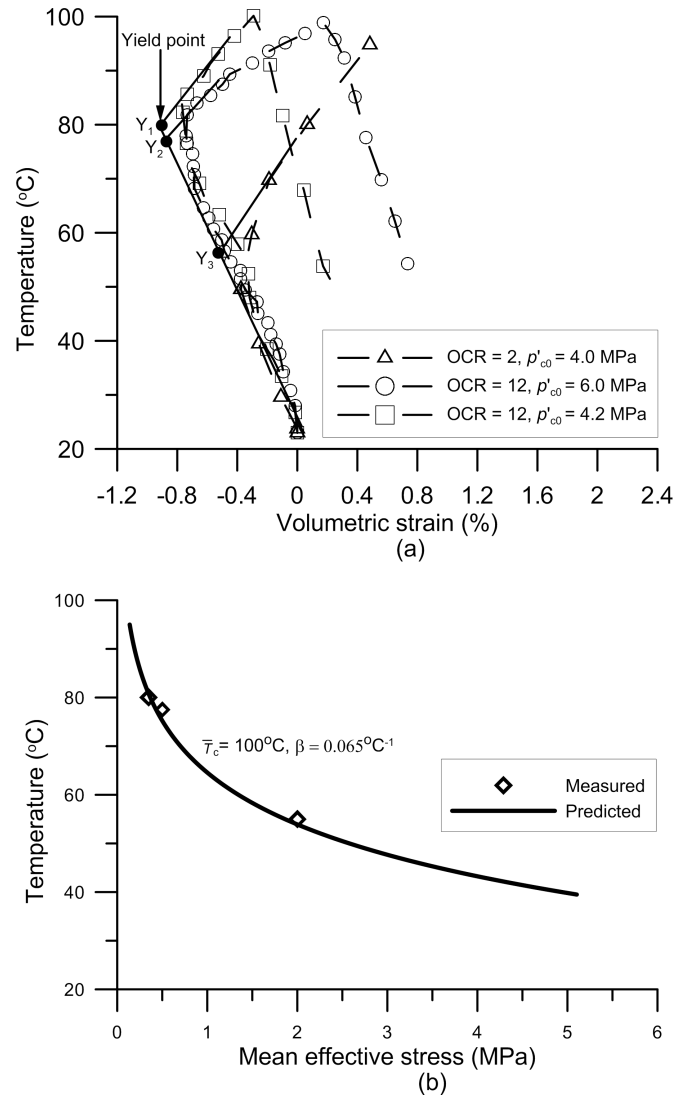 100
80
60
40
20
Temperature (°C)
Yield point
Y1
Y2
Y3
OCR = 2, p'c0 = 4.0 MPa
OCR = 12, p'c0 = 6.0 MPa
OCR = 12, p'c0 = 4.2 MPa
-1.2 -0.8 -0.4 0 0.4 0.8 1.2 1.6 2 2.4
Volumetric strain (%)
(a)
100
80
60
40
20
Temperature (°C)
T̅c = 100°C, β = 0.065°C-1
Measured
Predicted
0 1 2 3 4 5 6
Mean effective stress (MPa)
(b)